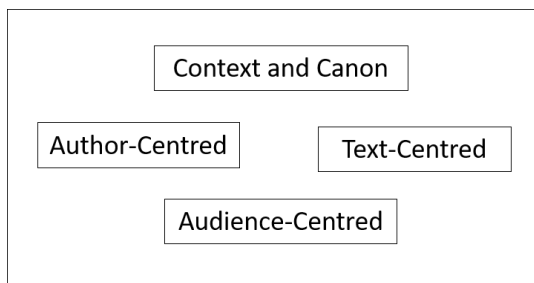 Context and Canon
Author-Centred
Text-Centred
Audience-Centred